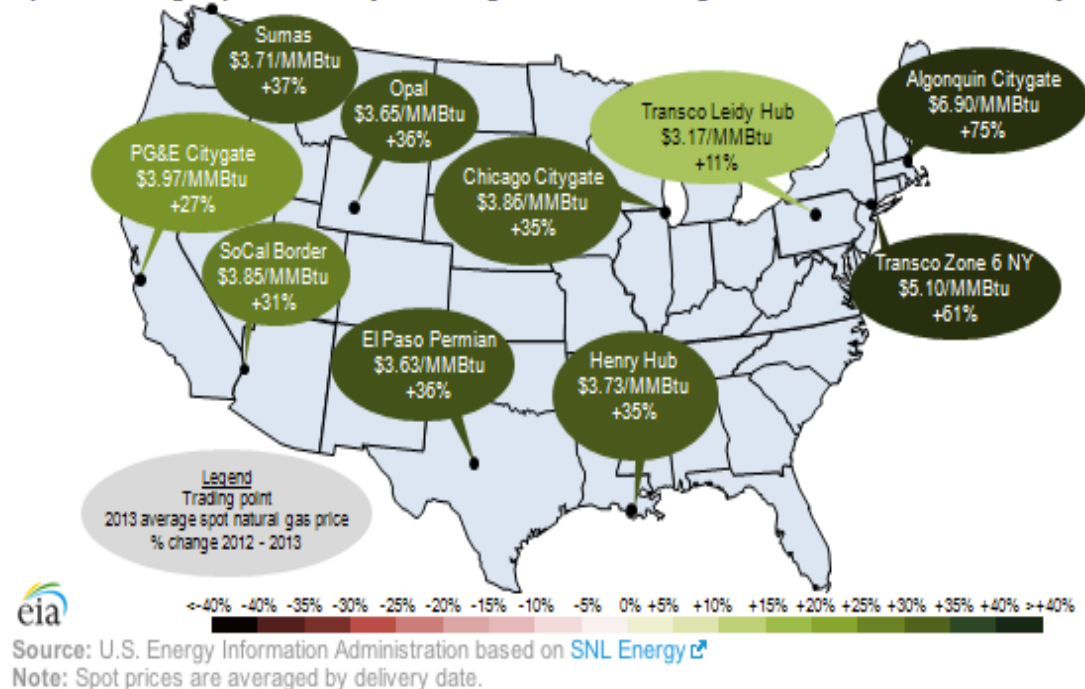 Sumas
$3.71/MMBtu
+37%
Opal
$3.65/MMBtu
+36%
Transco Leidy Hub
$3.17/MMBtu
+11%
Algonquin Citygate
$6.90/MMBtu
+75%
PG&E Citygate
$3.97/MMBtu
+27%
Chicago Citygate
$3.86/MMBtu
+35%
SoCal Border
$3.85/MMBtu
+31%
Transco Zone 6 NY
$5.10/MMBtu
+61%
El Paso Permian
$3.63/MMBtu
+36%
Henry Hub
$3.73/MMBtu
+35%
Legend
Trading point
2013 average spot natural gas price
% change 2012 - 2013
eia
<-40% -40% -35% -30% -25% -20% -15% -10% -5% 0% +5% +10% +15% +20% +25% +30% +35% +40% >+40%
Source: U.S. Energy Information Administration based on SNL Energy
Note: Spot prices are averaged by delivery date.